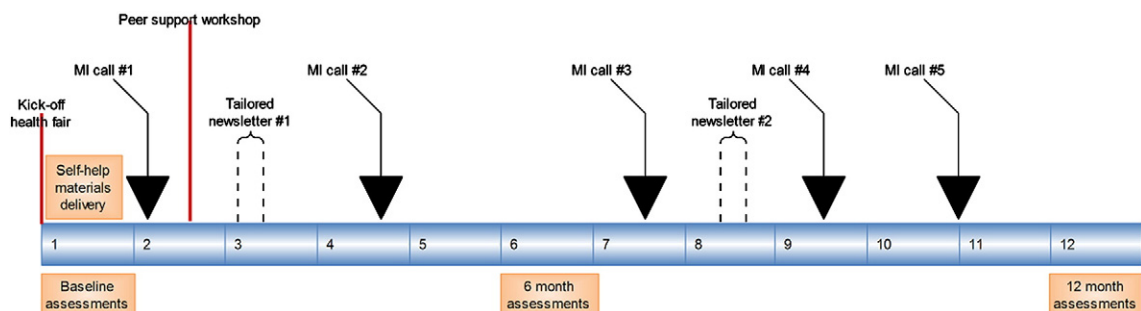 Peer support workshop
MI call #1
MI call #2
MI call #3
MI call #4
MI call #5
Kick-off
health fair
Tailored
newsletter #1
Tailored
newsletter #2
Self-help
materials
delivery
1 2 3 4 5 6 7 8 9 10 11 12
Baseline
assessments
6 month
assessments
12 month
assessments